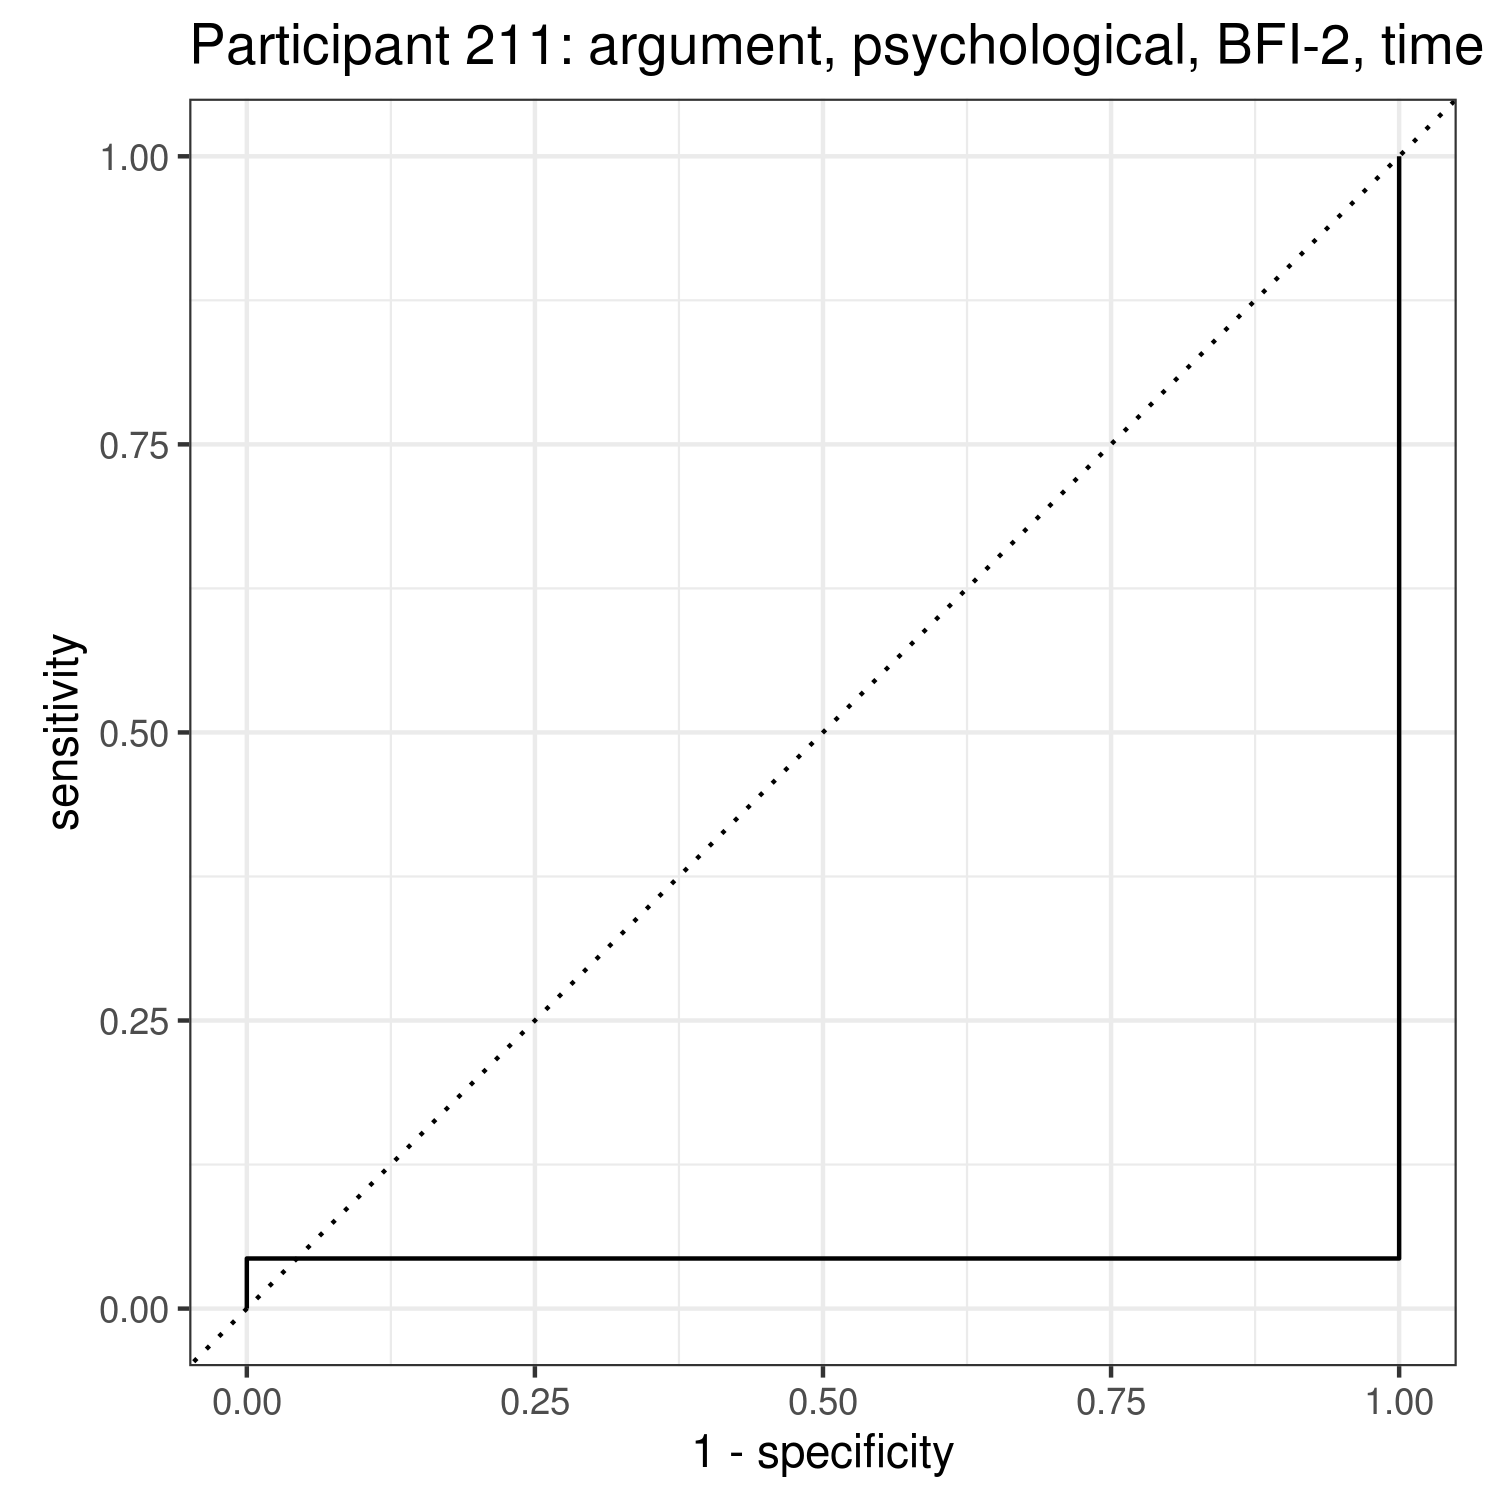 Participant 211: argument, psychological, BFI-2, time
1.00
0.75
0.50
0.25
0.00
sensitivity
0.00 0.25 0.50 0.75 1.00
1 - specificity